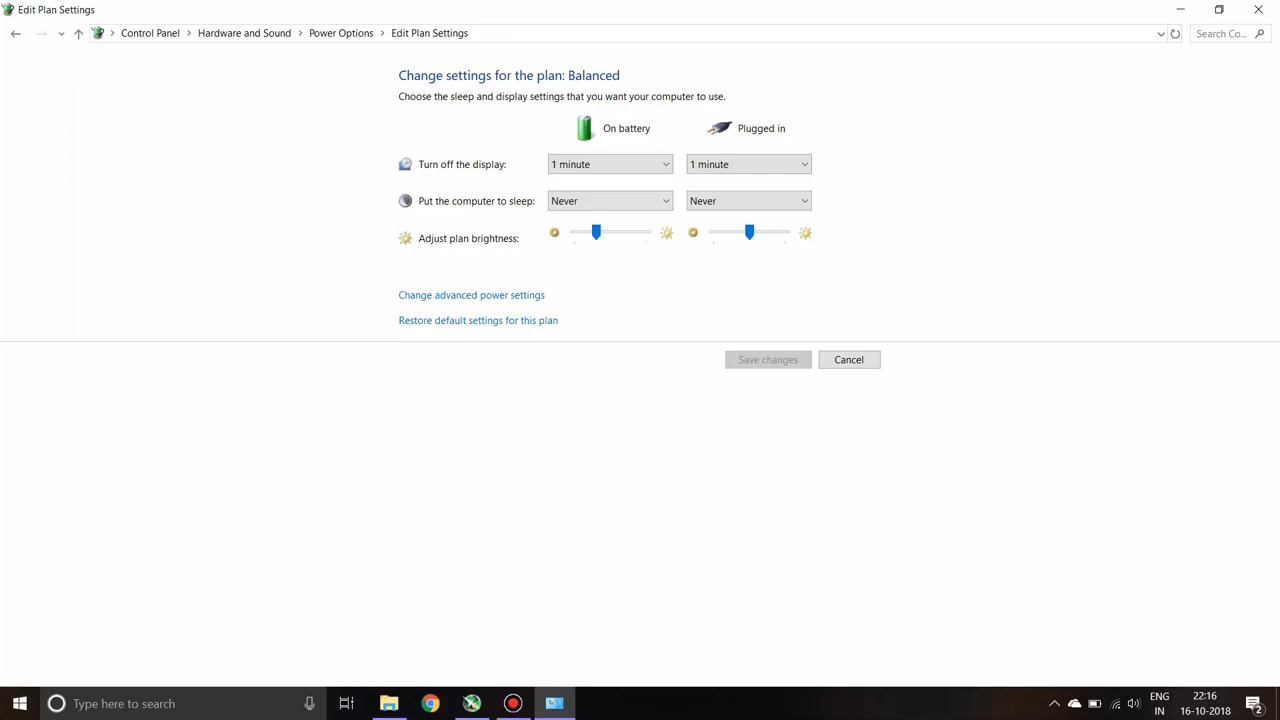 Edit Plan Settings
Control Panel Hardware and Sound Power Options Edit Plan Settings Search Co...
Change settings for the plan: Balanced
Choose the sleep and display settings that you want your computer to use.
On battery Plugged in
Turn off the display: 1 minute 1 minute
Put the computer to sleep: Never Never
Adjust plan brightness:
Change advanced power settings
Restore default settings for this plan
Save changes Cancel
Type here to search ENG 22:16
IN 16-10-2018 2